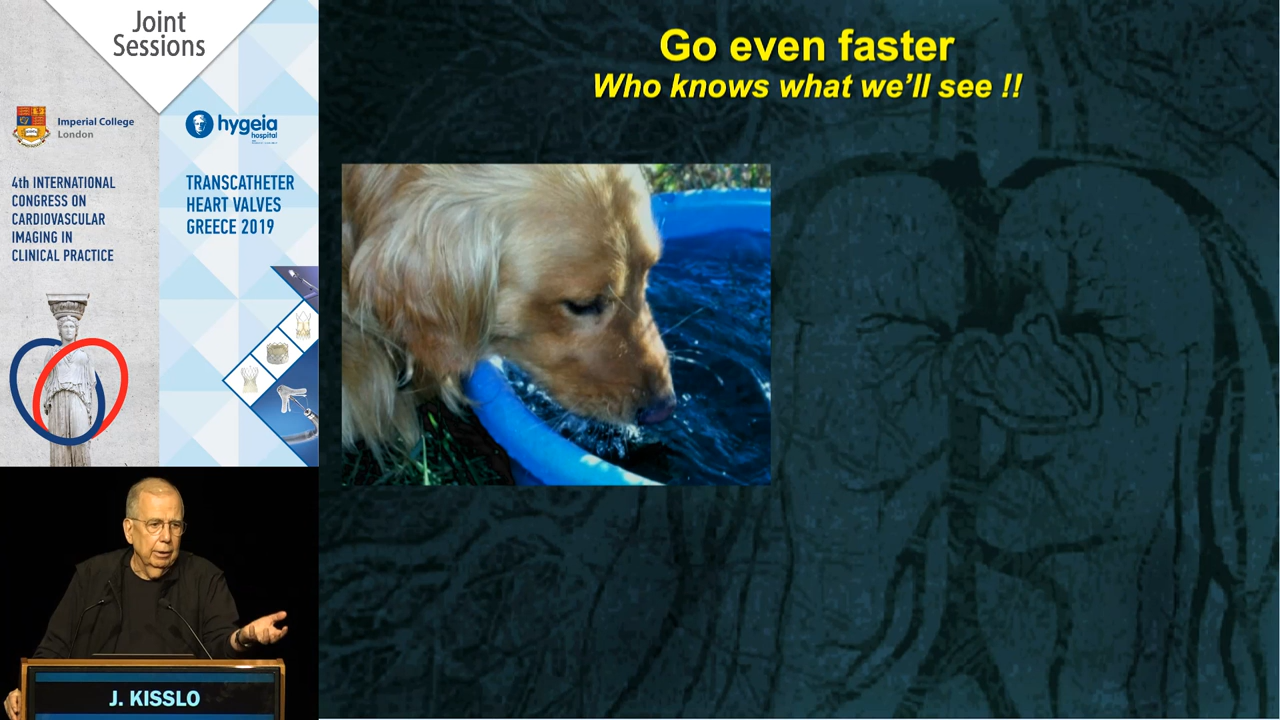 Joint
Sessions
Imperial College
London
hygeia
hospital
4th INTERNATIONAL
CONGRESS ON
CARDIOVASCULAR
IMAGING IN
CLINICAL PRACTICE
TRANSCATHETER
HEART VALVES
GREECE 2019
J. KISSLO
Go even faster
Who knows what we'll see !!